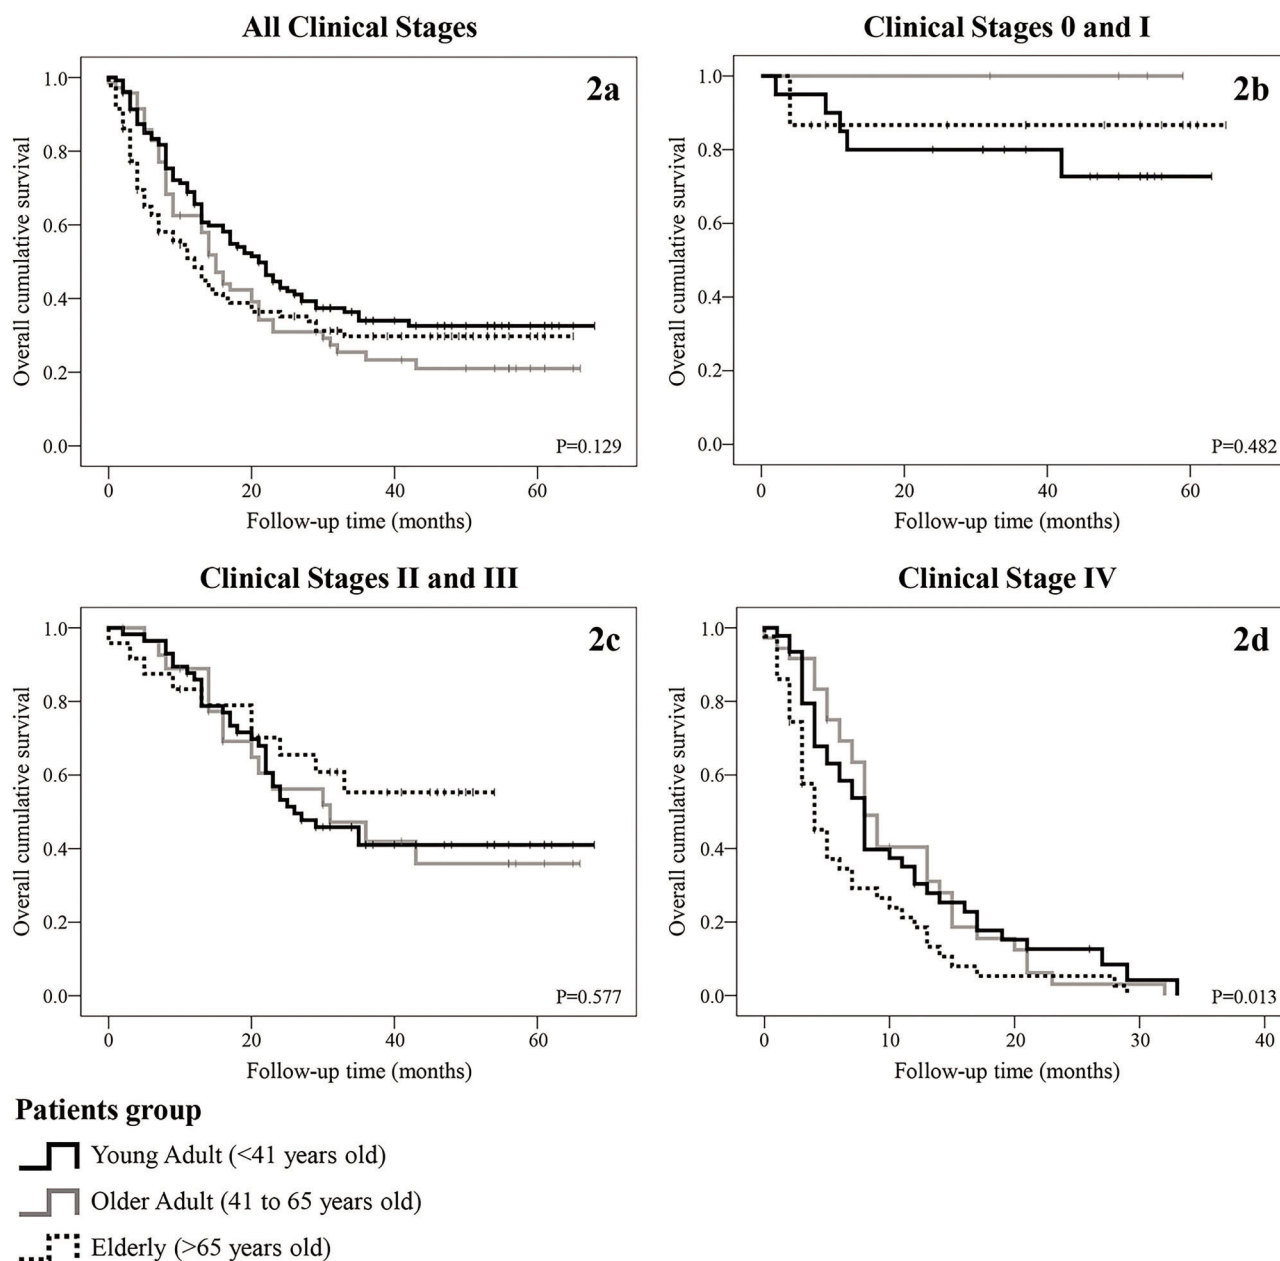 All Clinical Stages
2a
Overall cumulative survival
1.0
0.8
0.6
0.4
0.2
0.0
P=0.129
0 20 40 60
Follow-up time (months)
Clinical Stages 0 and I
2b
Overall cumulative survival
1.0
0.8
0.6
0.4
0.2
0.0
P=0.482
0 20 40 60
Follow-up time (months)
Clinical Stages II and III
2c
Overall cumulative survival
1.0
0.8
0.6
0.4
0.2
0.0
P=0.577
0 20 40 60
Follow-up time (months)
Clinical Stage IV
2d
Overall cumulative survival
1.0
0.8
0.6
0.4
0.2
0.0
P=0.013
0 10 20 30 40
Follow-up time (months)
Patients group
Young Adult (<41 years old)
Older Adult (41 to 65 years old)
Elderly (>65 years old)